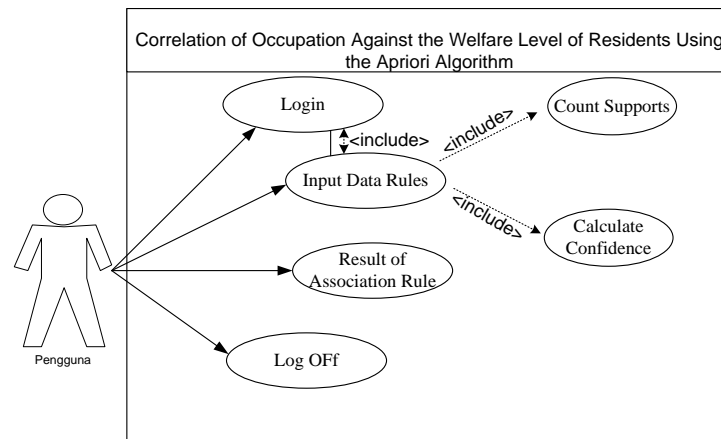 Correlation of Occupation Against the Welfare Level of Residents Using
the Apriori Algorithm
Login
<include>
Input Data Rules
<include>
Count Supports
<include>
Calculate
Confidence
Result of
Association Rule
Log OFf
Pengguna